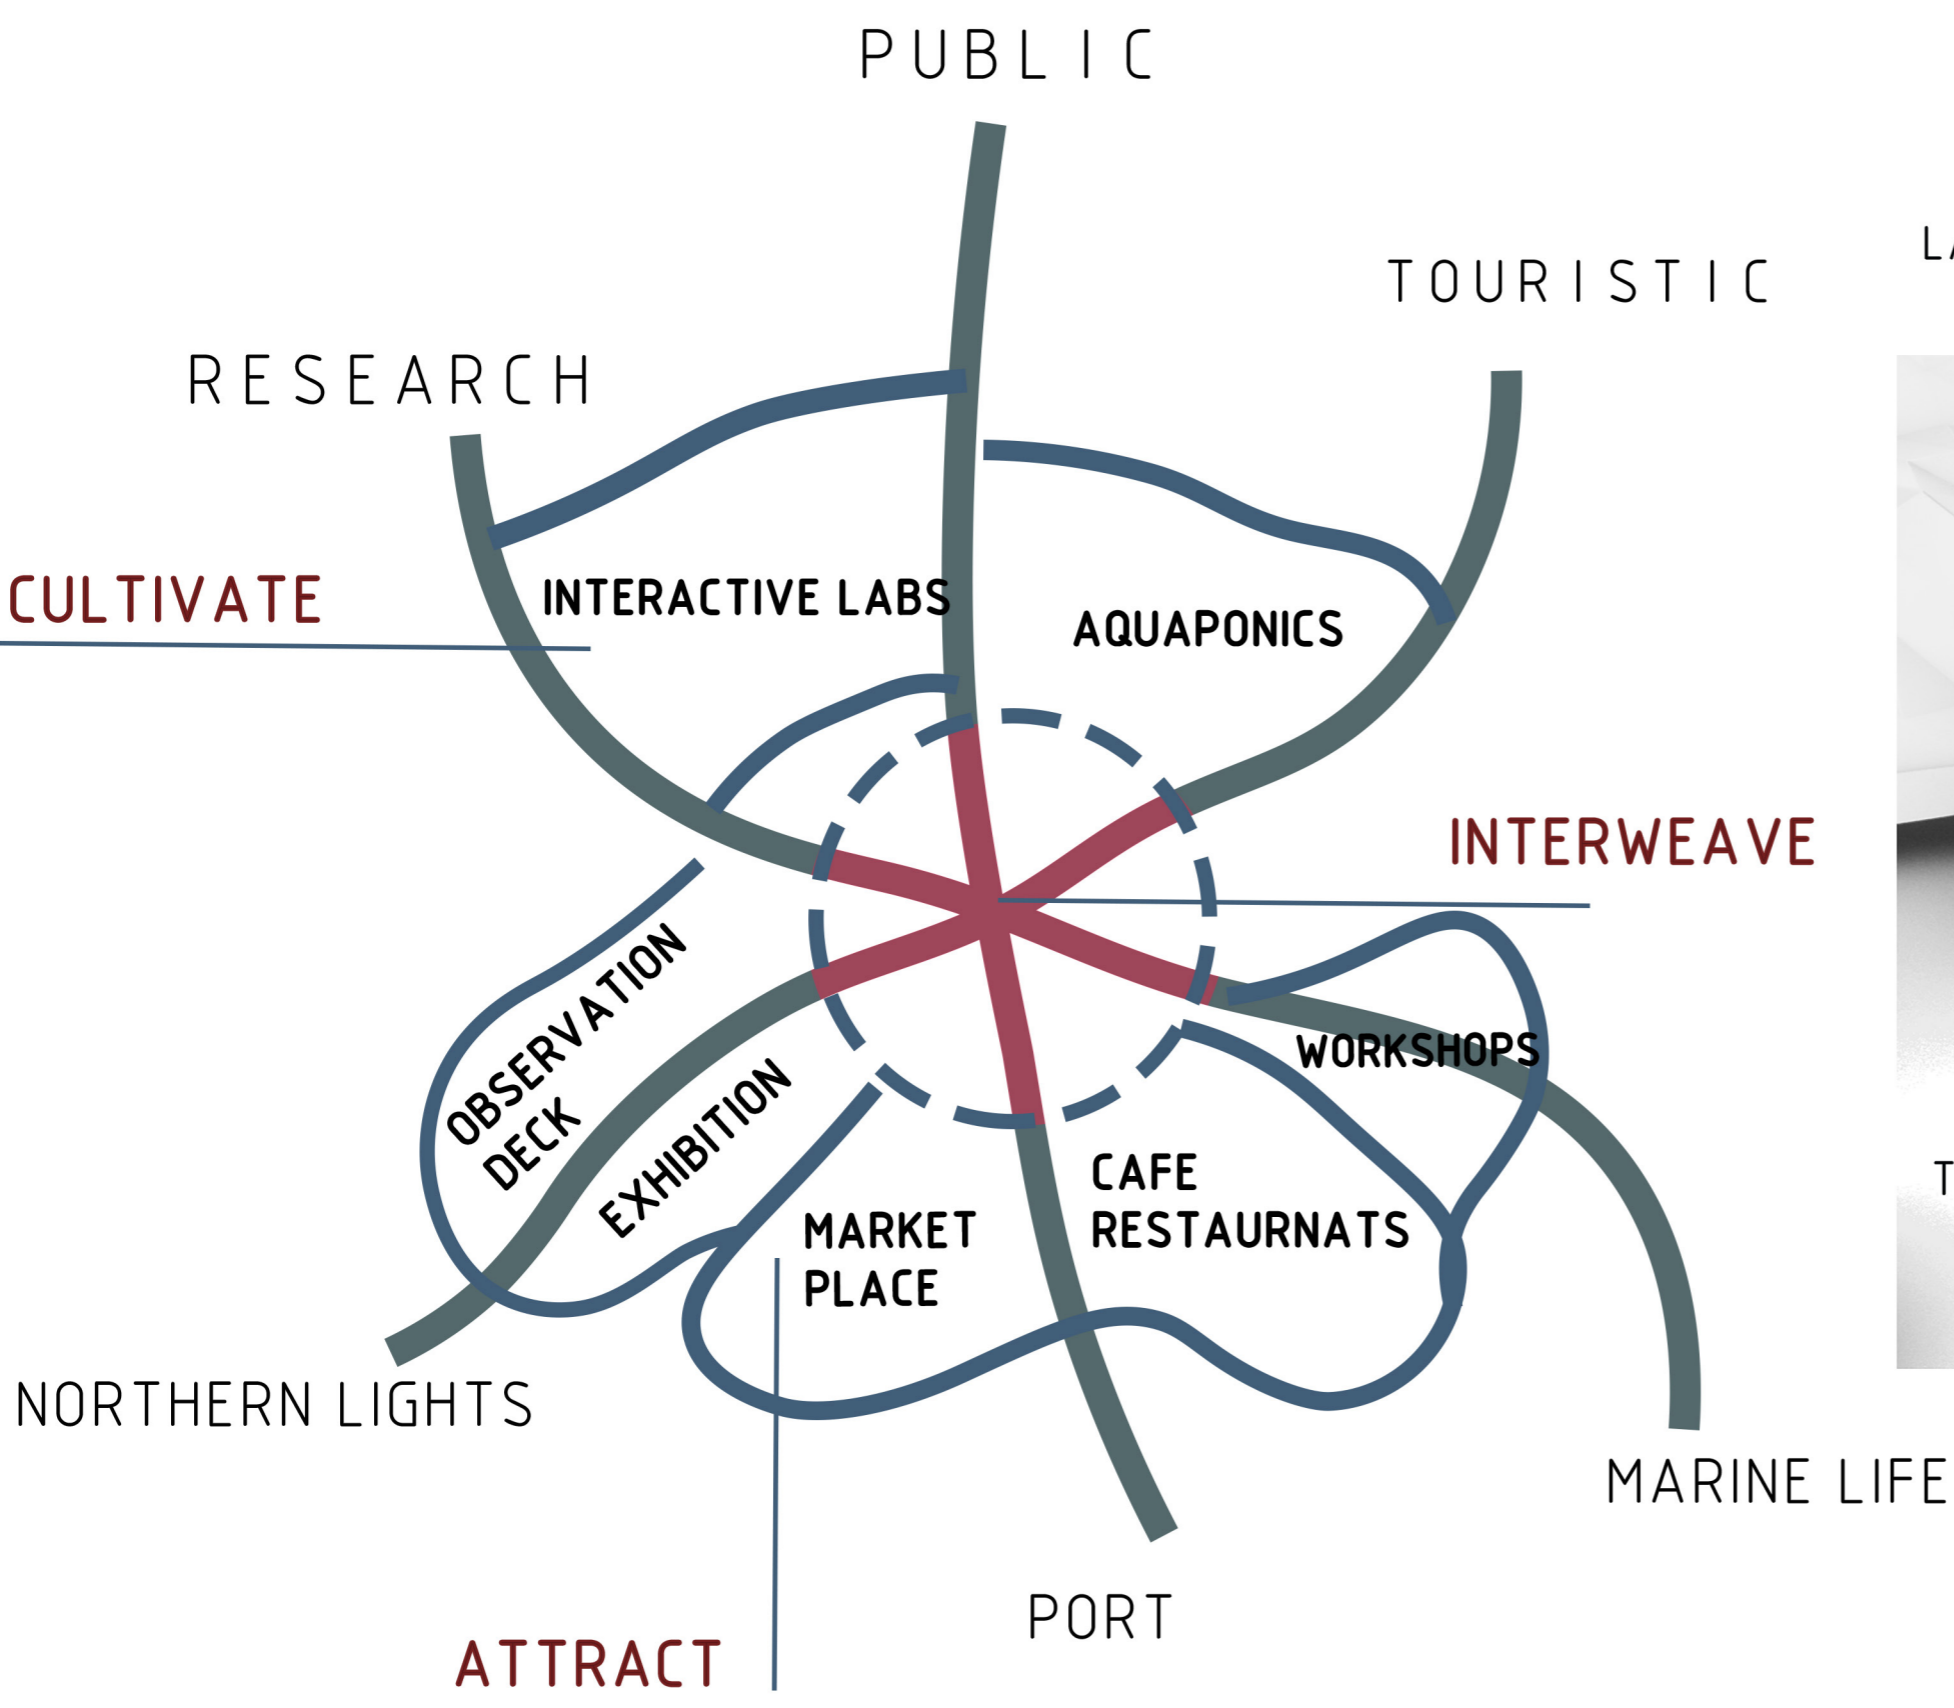 PUBLIC
TOURISTIC
RESEARCH
CULTIVATE
INTERACTIVE LABS
AQUAPONICS
INTERWEAVE
OBSERVATION
DECK
EXHIBITION
WORKSHOPS
CAFE
RESTAURNATS
MARKET
PLACE
NORTHERN LIGHTS
MARINE LIFE
PORT
ATTRACT